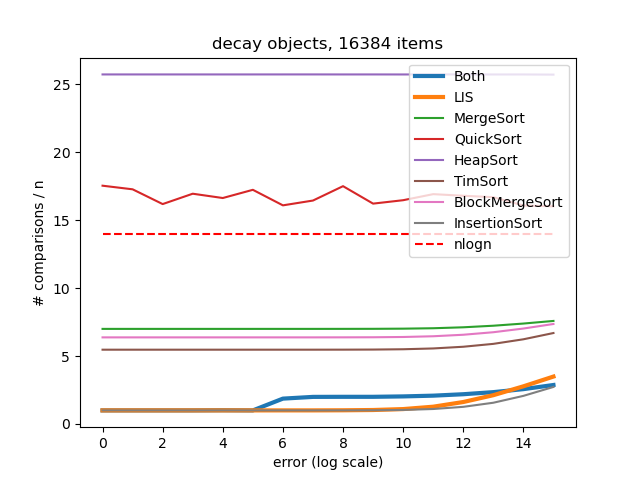 decay objects, 16384 items
# comparisons / n
25
20
15
10
5
0
0 2 4 6 8 10 12 14
error (log scale)
Both
LIS
MergeSort
QuickSort
HeapSort
TimSort
BlockMergeSort
InsertionSort
nlogn